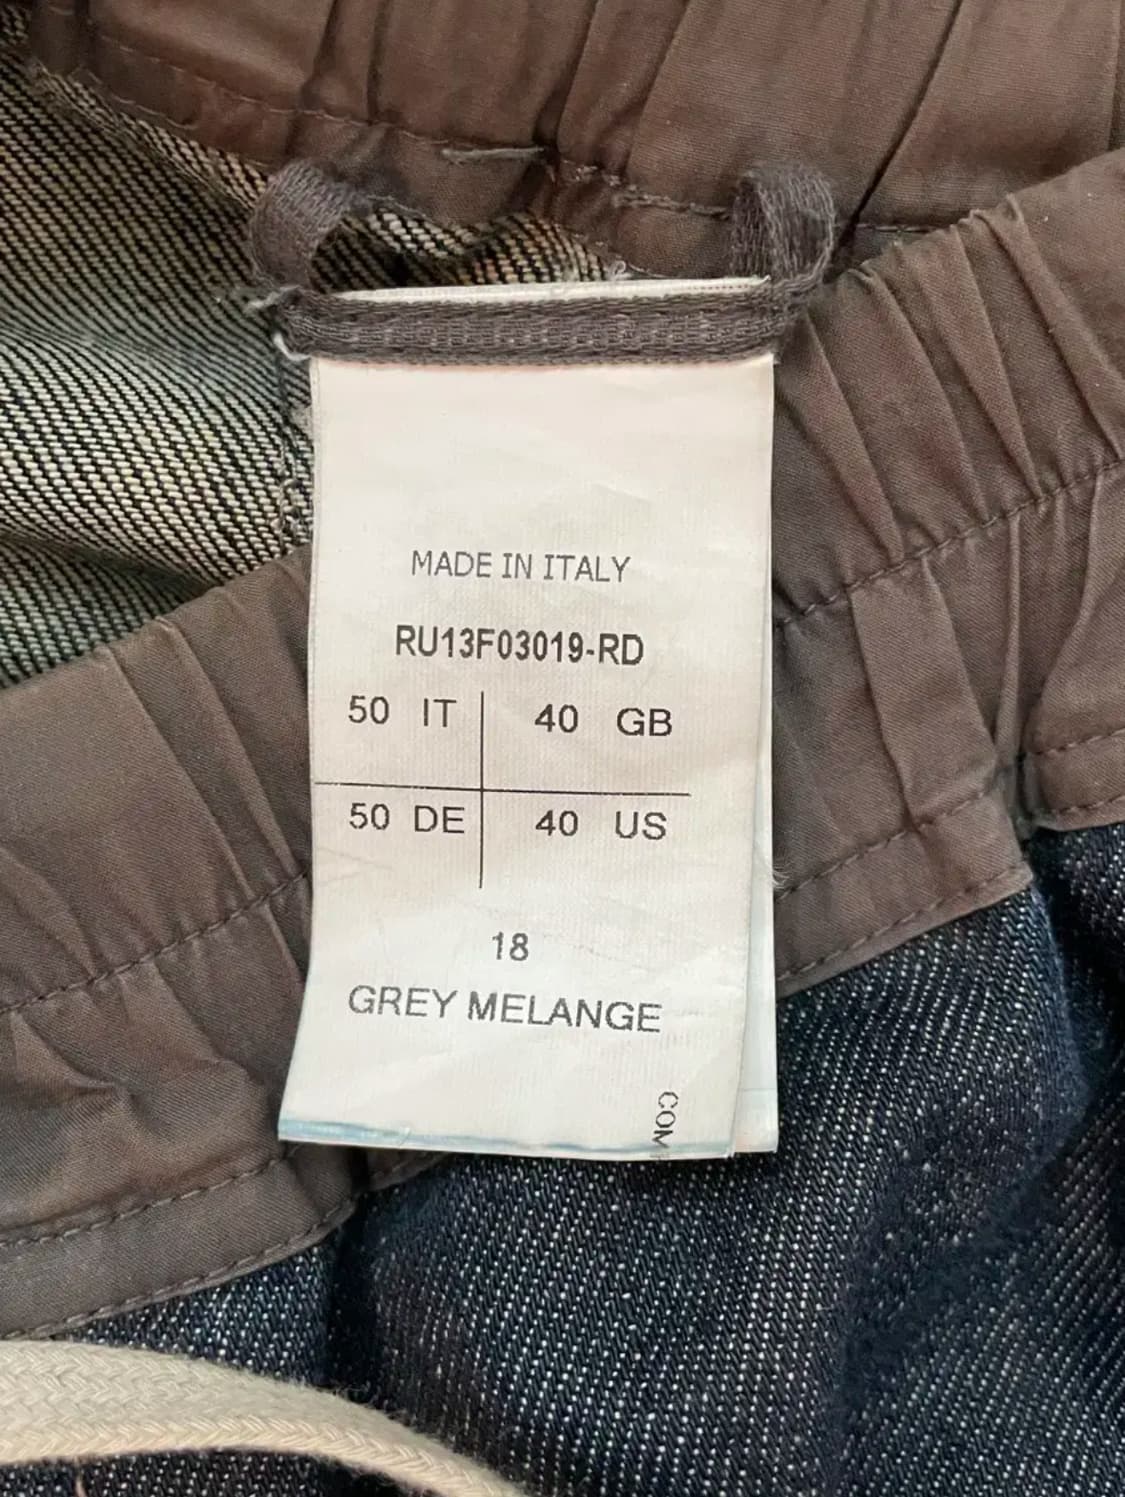 MADE IN ITALY
RU13F03019-RD
50 IT 40 GB
50 DE 40 US
18
GREY MELANGE
COM